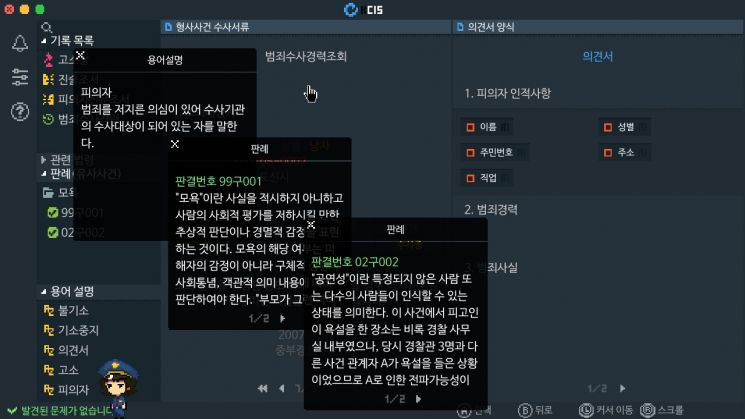 CIS
기록 목록
관련 법령
판례(유사사건)
모욕
99구001
02구002
용어 설명
불기소
기소중지
의견서
고소
피의자
발견된 문제가 없습니다
형사사건 수사서류
범죄수사경력조회
용어설명
피의자
범죄를 저지른 의심이 있어 수사기관
의 수사대상이 되어 있는 자를 말한
다.
판례
판결번호 99구001
"모욕"이란 사실을 적시하지 아니하고
사람의 사회적 평가를 저하시킬 만한
추상적 판단이나 경멸적 감정을 표현
하는 것이다. 모욕의 해당 여부는 피
해자의 감정이 아니라 구체적
사회통념, 객관적 의미 내용에
판단하여야 한다. "부모가 그
1/2
판례
판결번호 02구002
"공연성"이란 특정되지 않은 사람 또
는 다수의 사람들이 인식할 수 있는
상태를 의미한다. 이 사건에서 피고인
이 욕설을 한 장소는 비록 경찰 사무
실 내부였으나, 당시 경찰관 3명과 다
른 사건 관계자 A가 욕설을 들은 상황
이었으므로 A로 인한 전파가능성이
1/2
2007
중부경
의견서 양식
의견서
1. 피의자 인적사항
이름
성별
주민번호
주소
직업
2. 범죄경력
3. 범죄사실
1/2
A 선택
B 뒤로
L 커서 이동
R 스크롤